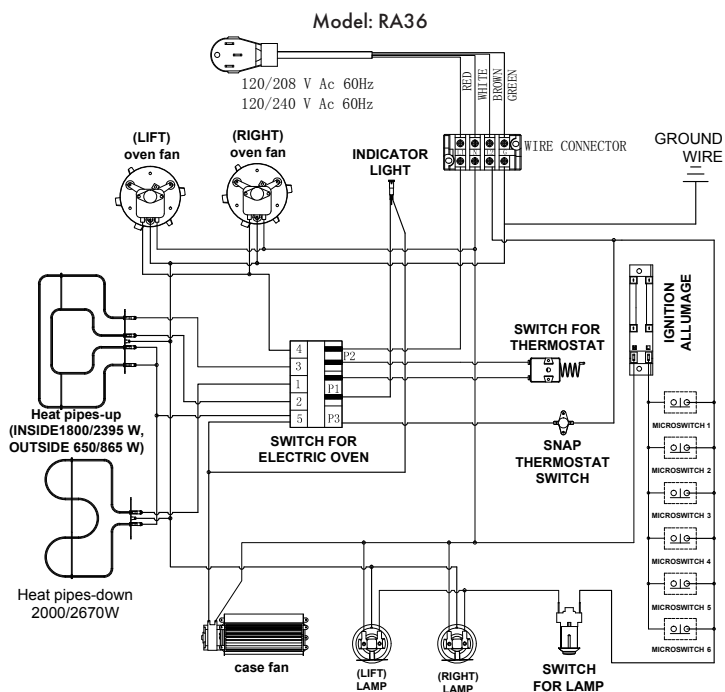 Model: RA36
120/208 V Ac 60Hz
120/240 V Ac 60Hz
RED
WHITE
BROWN
GREEN
WIRE CONNECTOR
GROUND
WIRE
(LIFT)
oven fan
(RIGHT)
oven fan
INDICATOR
LIGHT
IGNITION
ALLUMAGE
SWITCH FOR
THERMOSTAT
4
3
1
2
5
P2
P1
P3
SWITCH FOR
ELECTRIC OVEN
SNAP
THERMOSTAT
SWITCH
Heat pipes-up
(INSIDE1800/2395 W,
OUTSIDE 650/865 W)
MICROSWITCH 1
MICROSWITCH 2
MICROSWITCH 3
MICROSWITCH 4
MICROSWITCH 5
MICROSWITCH 6
Heat pipes-down
2000/2670W
case fan
(LIFT)
LAMP
(RIGHT)
LAMP
SWITCH
FOR LAMP